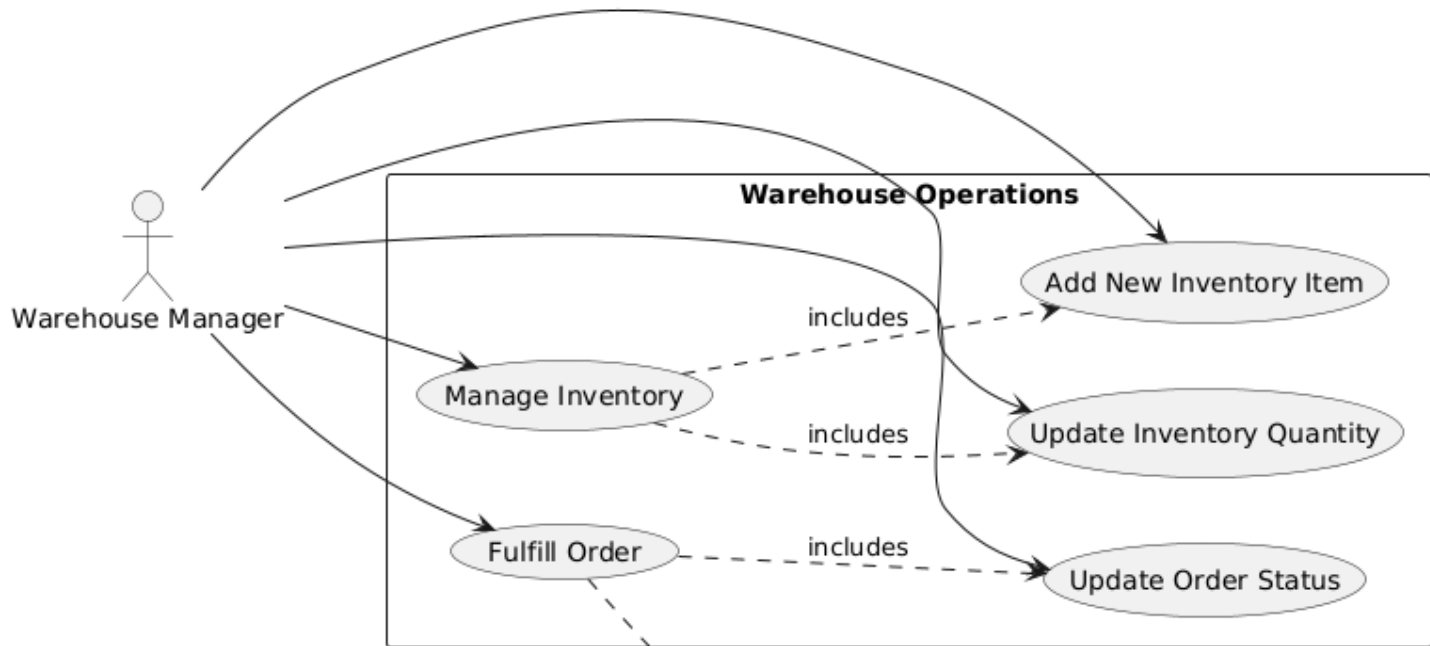 Warehouse Operations
Add New Inventory Item
Warehouse Manager
includes
Manage Inventory
includes
Update Inventory Quantity
Fulfill Order
includes
Update Order Status